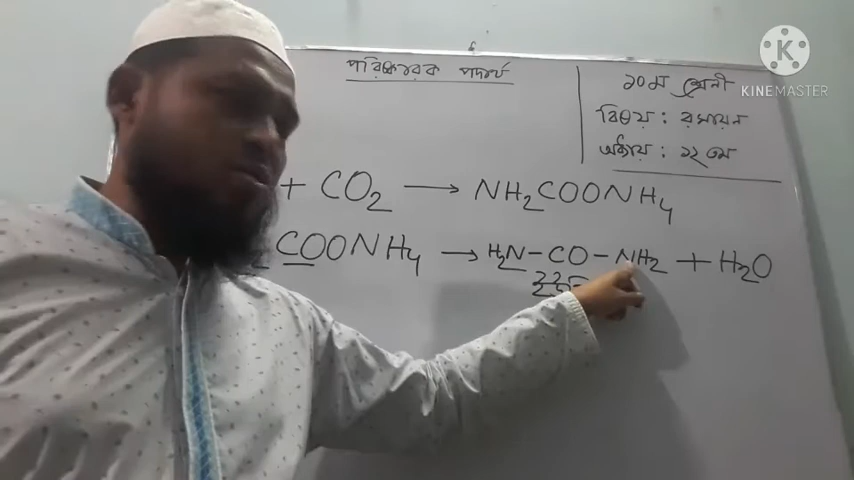 পরিষ্কারক পদার্থ
১০ম শ্রেনী
বিষয় : রসায়ন
অধ্যায় : ১২তম
+ CO2 → NH2COONH4
COONH4 → H2N - CO - NH2 + H2O
K
KINEMASTER